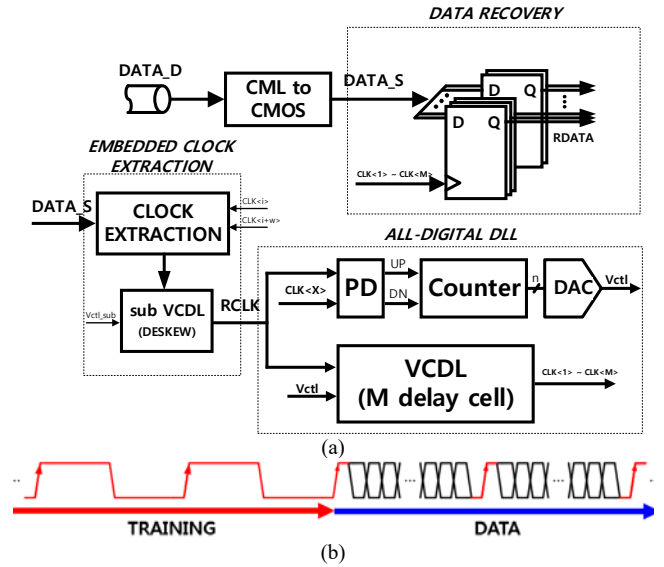 DATA RECOVERY
DATA_D
CML to
CMOS
DATA_S
D Q
D Q
RDATA
CLK<1> ~ CLK<M>
EMBEDDED CLOCK
EXTRACTION
DATA_S
CLOCK
EXTRACTION
CLK<i>
CLK<i+w>
sub VCDL
(DESKEW)
Vctl_sub
RCLK
ALL-DIGITAL DLL
CLK<X>
PD
UP
DN
Counter
n
DAC
Vctl
VCDL
(M delay cell)
Vctl
CLK<1> ~ CLK<M>
(a)
.. ... ... ..
TRAINING DATA
(b)